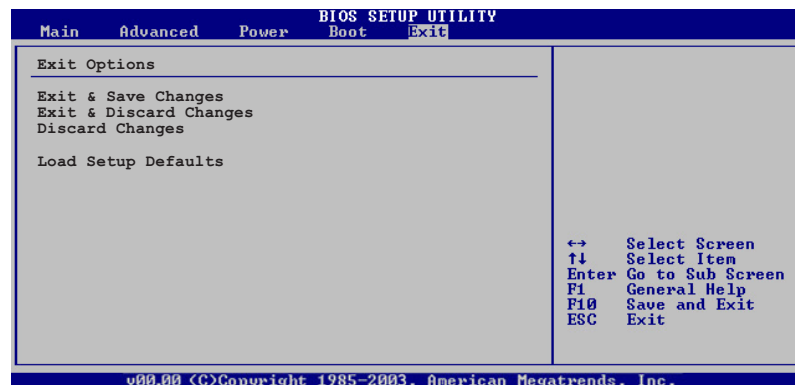 BIOS SETUP UTILITY
Main Advanced Power Boot Exit
Exit Options
Exit & Save Changes
Exit & Discard Changes
Discard Changes
Load Setup Defaults
←→ Select Screen
↑↓ Select Item
Enter Go to Sub Screen
F1 General Help
F10 Save and Exit
ESC Exit
v00.00 (C)Copyright 1985-2003, American Megatrends, Inc.